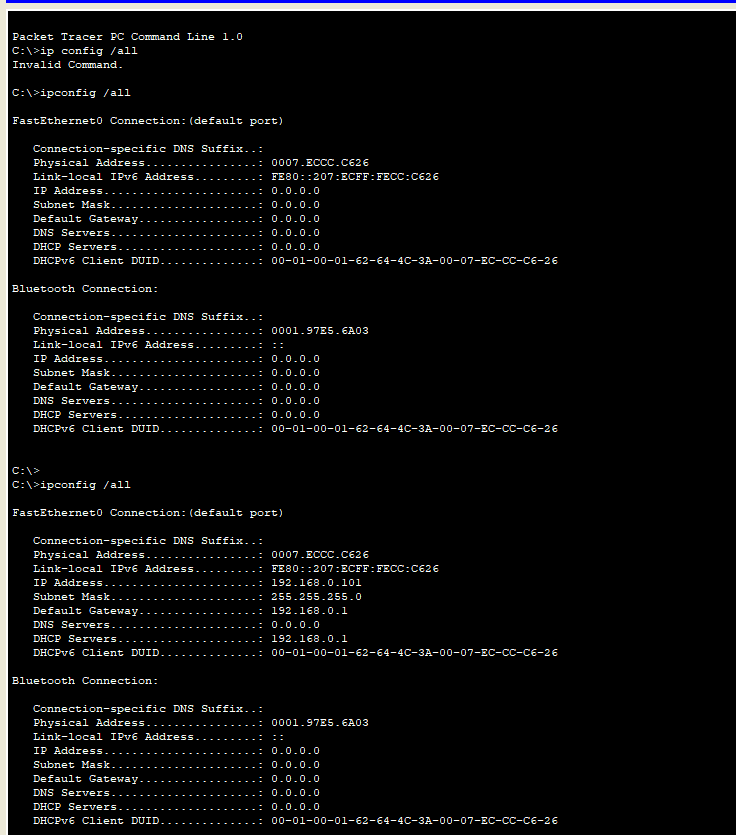 Packet Tracer PC Command Line 1.0
C:\>ip config /all
Invalid Command.
C:\>ipconfig /all
FastEthernet0 Connection:(default port)
Connection-specific DNS Suffix..:
Physical Address................: 0007.ECCC.C626
Link-local IPv6 Address.........: FE80::207:ECFF:FECC:C626
IP Address......................: 0.0.0.0
Subnet Mask.....................: 0.0.0.0
Default Gateway.................: 0.0.0.0
DNS Servers.....................: 0.0.0.0
DHCP Servers....................: 0.0.0.0
DHCPv6 Client DUID..............: 00-01-00-01-62-64-4C-3A-00-07-EC-CC-C6-26
Bluetooth Connection:
Connection-specific DNS Suffix..:
Physical Address................: 0001.97E5.6A03
Link-local IPv6 Address.........: ::
IP Address......................: 0.0.0.0
Subnet Mask.....................: 0.0.0.0
Default Gateway.................: 0.0.0.0
DNS Servers.....................: 0.0.0.0
DHCP Servers....................: 0.0.0.0
DHCPv6 Client DUID..............: 00-01-00-01-62-64-4C-3A-00-07-EC-CC-C6-26
C:\>
C:\>ipconfig /all
FastEthernet0 Connection:(default port)
Connection-specific DNS Suffix..:
Physical Address................: 0007.ECCC.C626
Link-local IPv6 Address.........: FE80::207:ECFF:FECC:C626
IP Address......................: 192.168.0.101
Subnet Mask.....................: 255.255.255.0
Default Gateway.................: 192.168.0.1
DNS Servers.....................: 0.0.0.0
DHCP Servers....................: 192.168.0.1
DHCPv6 Client DUID..............: 00-01-00-01-62-64-4C-3A-00-07-EC-CC-C6-26
Bluetooth Connection:
Connection-specific DNS Suffix..:
Physical Address................: 0001.97E5.6A03
Link-local IPv6 Address.........: ::
IP Address......................: 0.0.0.0
Subnet Mask.....................: 0.0.0.0
Default Gateway.................: 0.0.0.0
DNS Servers.....................: 0.0.0.0
DHCP Servers....................: 0.0.0.0
DHCPv6 Client DUID..............: 00-01-00-01-62-64-4C-3A-00-07-EC-CC-C6-26